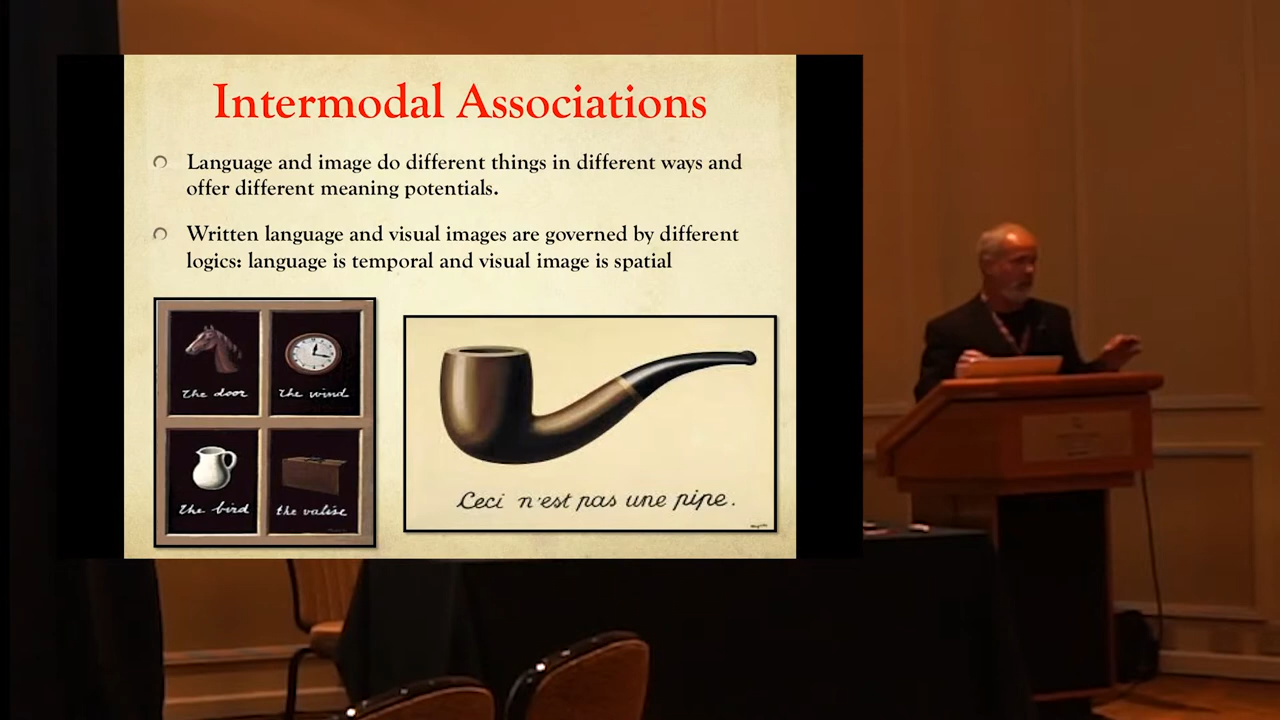 Intermodal Associations
Language and image do different things in different ways and
offer different meaning potentials.
Written language and visual images are governed by different
logics: language is temporal and visual image is spatial
The door
The wind
The bird
the valise
Ceci n'est pas une pipe.